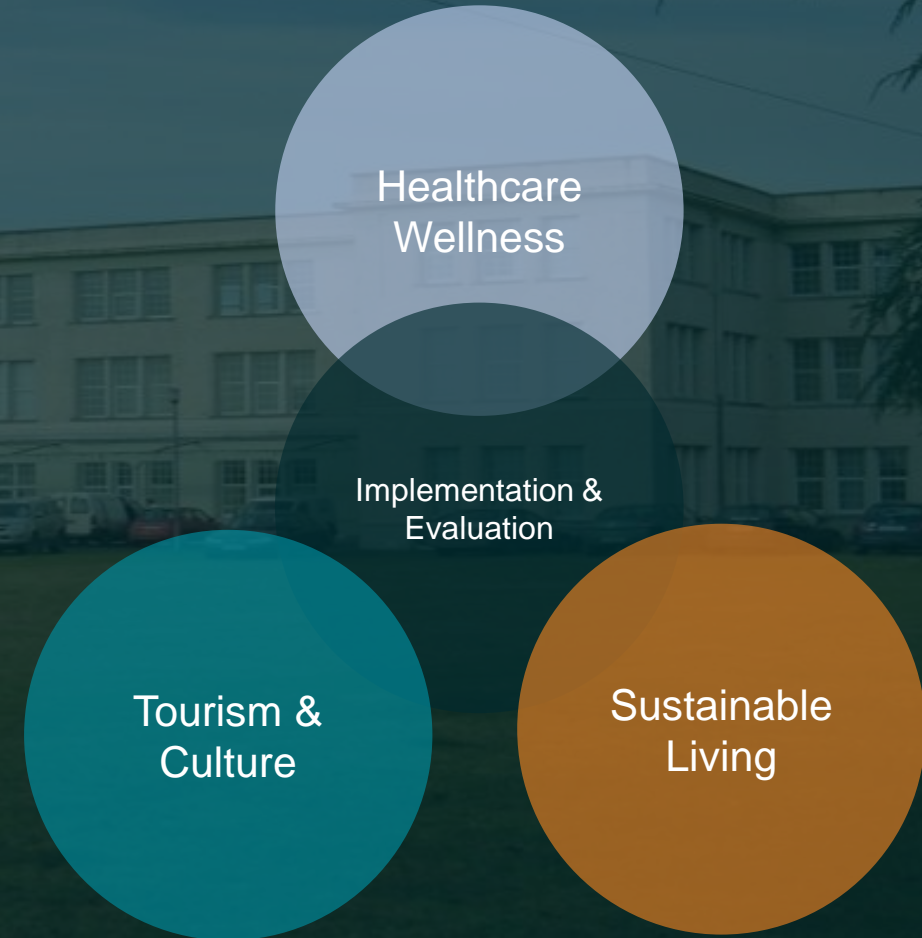 Healthcare
Wellness
Implementation &
Evaluation
Tourism &
Culture
Sustainable
Living